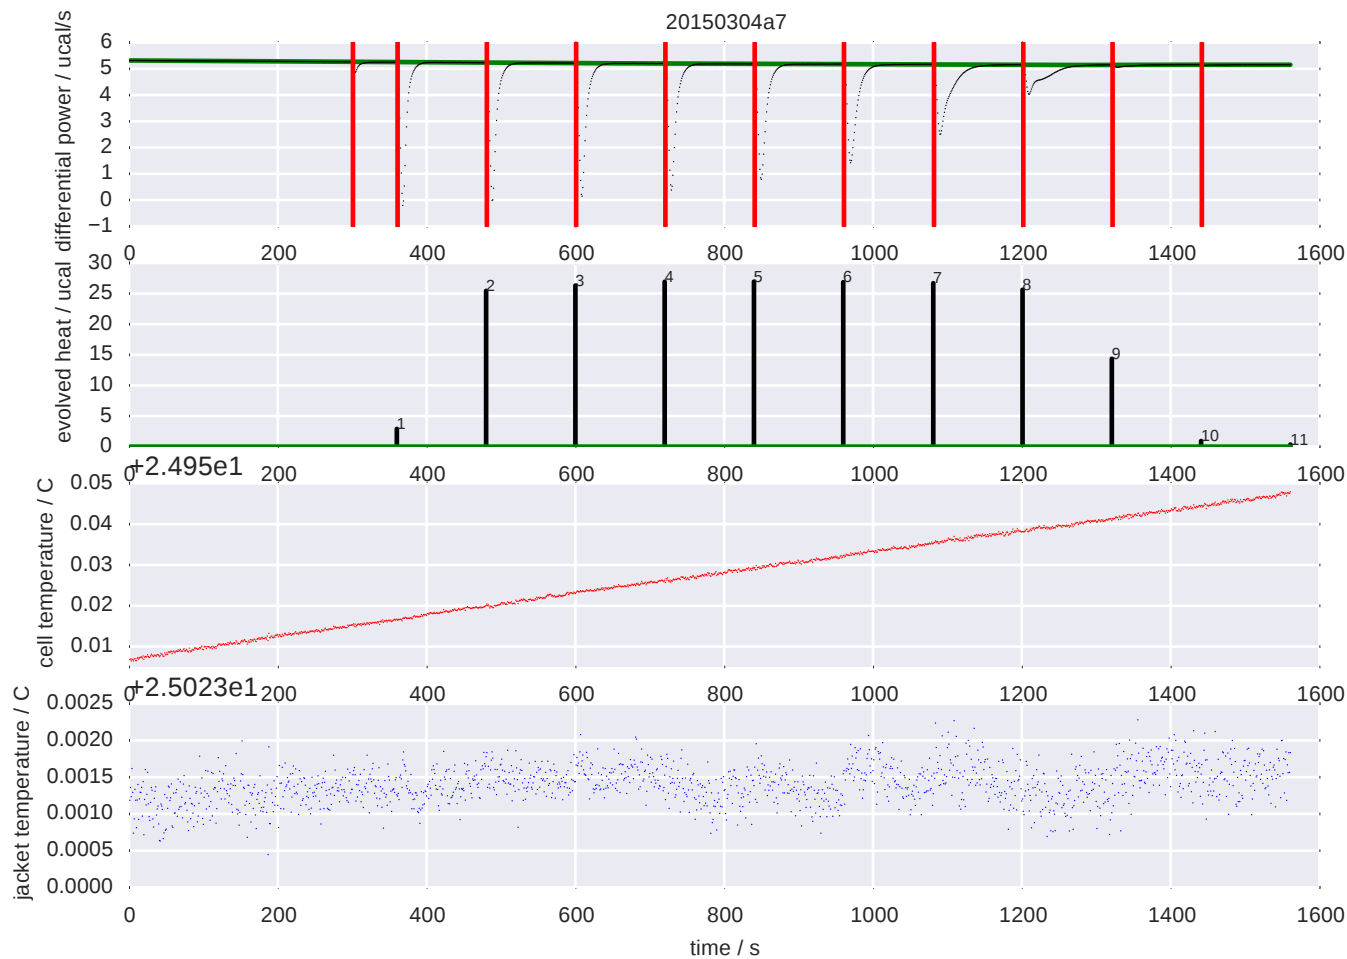 20150304a7
differential power / ucal/s
6
5
4
3
2
1
0
−1
0 200 400 600 800 1000 1200 1400 1600
evolved heat / ucal
30
25
20
15
10
5
0
1 2 3 4 5 6 7 8 9 10 11
0 200 400 600 800 1000 1200 1400 1600
+2.495e1
cell temperature / C
0.05
0.04
0.03
0.02
0.01
0 200 400 600 800 1000 1200 1400 1600
+2.5023e1
jacket temperature / C
0.0025
0.0020
0.0015
0.0010
0.0005
0.0000
0 200 400 600 800 1000 1200 1400 1600
time / s